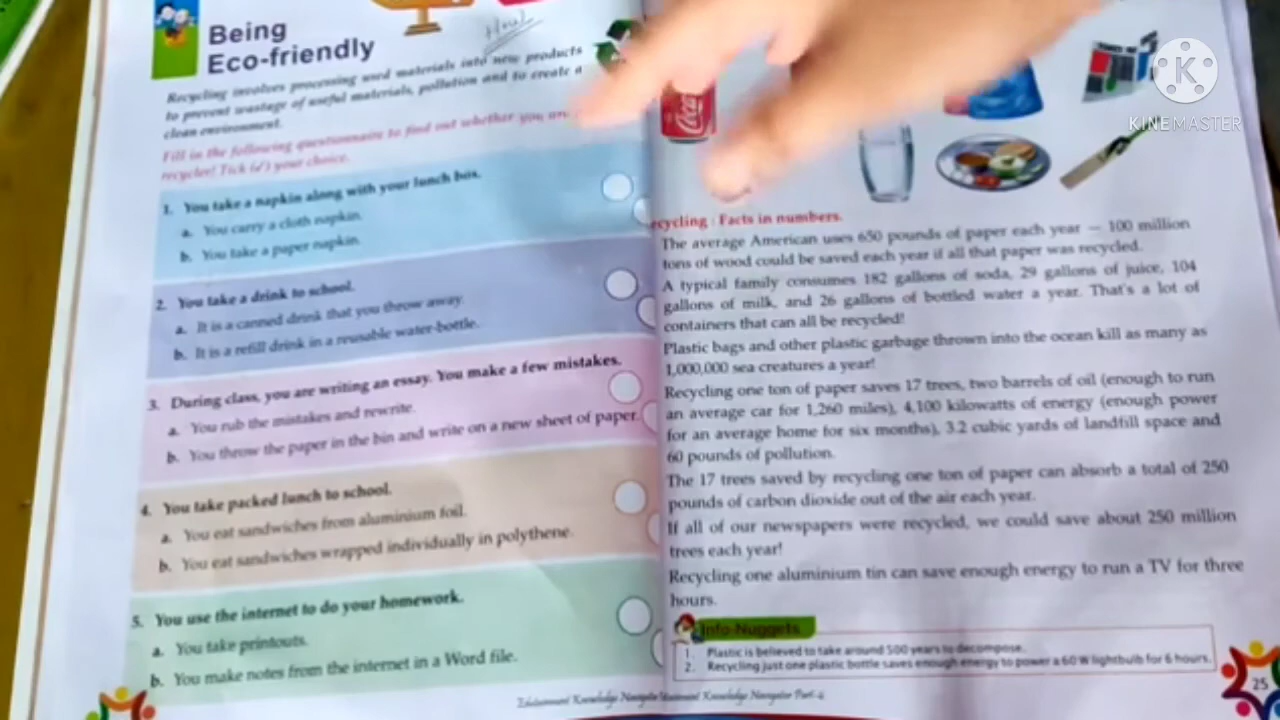 Being
Eco-friendly
Recycling involves processing used materials into new products
to prevent wastage of useful materials, pollution and to create a
clean environment.
Fill in the following questionnaire to find out whether you are
recycler! Tick (✓) your choice.
1. You take a napkin along with your lunch box.
a. You carry a cloth napkin.
b. You take a paper napkin.
2. You take a drink to school.
a. It is a canned drink that you throw away.
b. It is a refill drink in a reusable water-bottle.
3. During class, you are writing an essay. You make a few mistakes.
a. You rub the mistakes and rewrite.
b. You throw the paper in the bin and write on a new sheet of paper.
4. You take packed lunch to school.
a. You eat sandwiches from aluminium foil.
b. You eat sandwiches wrapped individually in polythene.
5. You use the internet to do your homework.
a. You take printouts.
b. You make notes from the internet in a Word file.
Coca
KINEMASTER
ecycling : Facts in numbers.
The average American uses 650 pounds of paper each year — 100 million
tons of wood could be saved each year if all that paper was recycled.
A typical family consumes 182 gallons of soda, 29 gallons of juice, 104
gallons of milk, and 26 gallons of bottled water a year. That's a lot of
containers that can all be recycled!
Plastic bags and other plastic garbage thrown into the ocean kill as many as
1,000,000 sea creatures a year!
Recycling one ton of paper saves 17 trees, two barrels of oil (enough to run
an average car for 1,260 miles), 4,100 kilowatts of energy (enough power
for an average home for six months), 3.2 cubic yards of landfill space and
60 pounds of pollution.
The 17 trees saved by recycling one ton of paper can absorb a total of 250
pounds of carbon dioxide out of the air each year.
If all of our newspapers were recycled, we could save about 250 million
trees each year!
Recycling one aluminium tin can save enough energy to run a TV for three
hours.
Info-Nuggets
1. Plastic is believed to take around 500 years to decompose.
2. Recycling just one plastic bottle saves enough energy to power a 60 W lightbulb for 6 hours.
Knowledge Navigator Knowledge Navigator Part-4
25